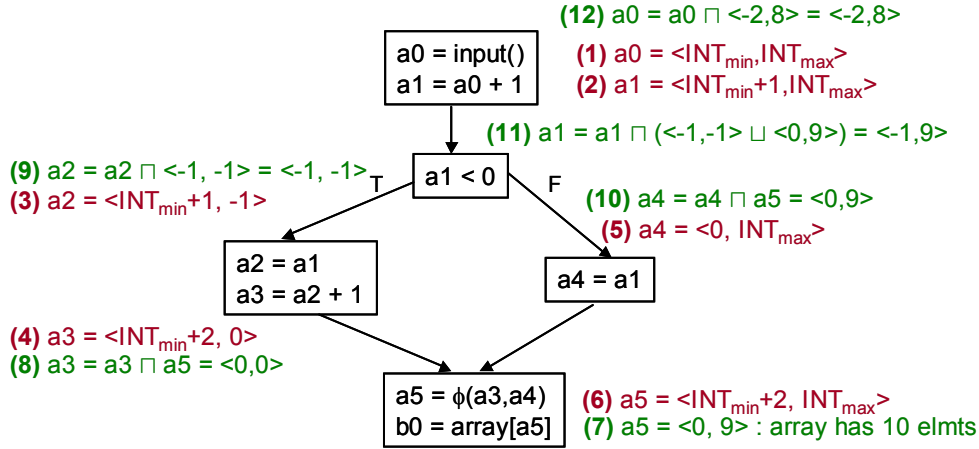 (12) a0 = a0 ⊓ <-2,8> = <-2,8>
a0 = input()
a1 = a0 + 1
(1) a0 = <INTmin,INTmax>
(2) a1 = <INTmin+1,INTmax>
(11) a1 = a1 ⊓ (<-1,-1> ⊔ <0,9>) = <-1,9>
(9) a2 = a2 ⊓ <-1, -1> = <-1, -1>
(3) a2 = <INTmin+1, -1>
T
a1 < 0
F
(10) a4 = a4 ⊓ a5 = <0,9>
(5) a4 = <0, INTmax>
a2 = a1
a3 = a2 + 1
a4 = a1
(4) a3 = <INTmin+2, 0>
(8) a3 = a3 ⊓ a5 = <0,0>
a5 = ϕ(a3,a4)
b0 = array[a5]
(6) a5 = <INTmin+2, INTmax>
(7) a5 = <0, 9> : array has 10 elmts